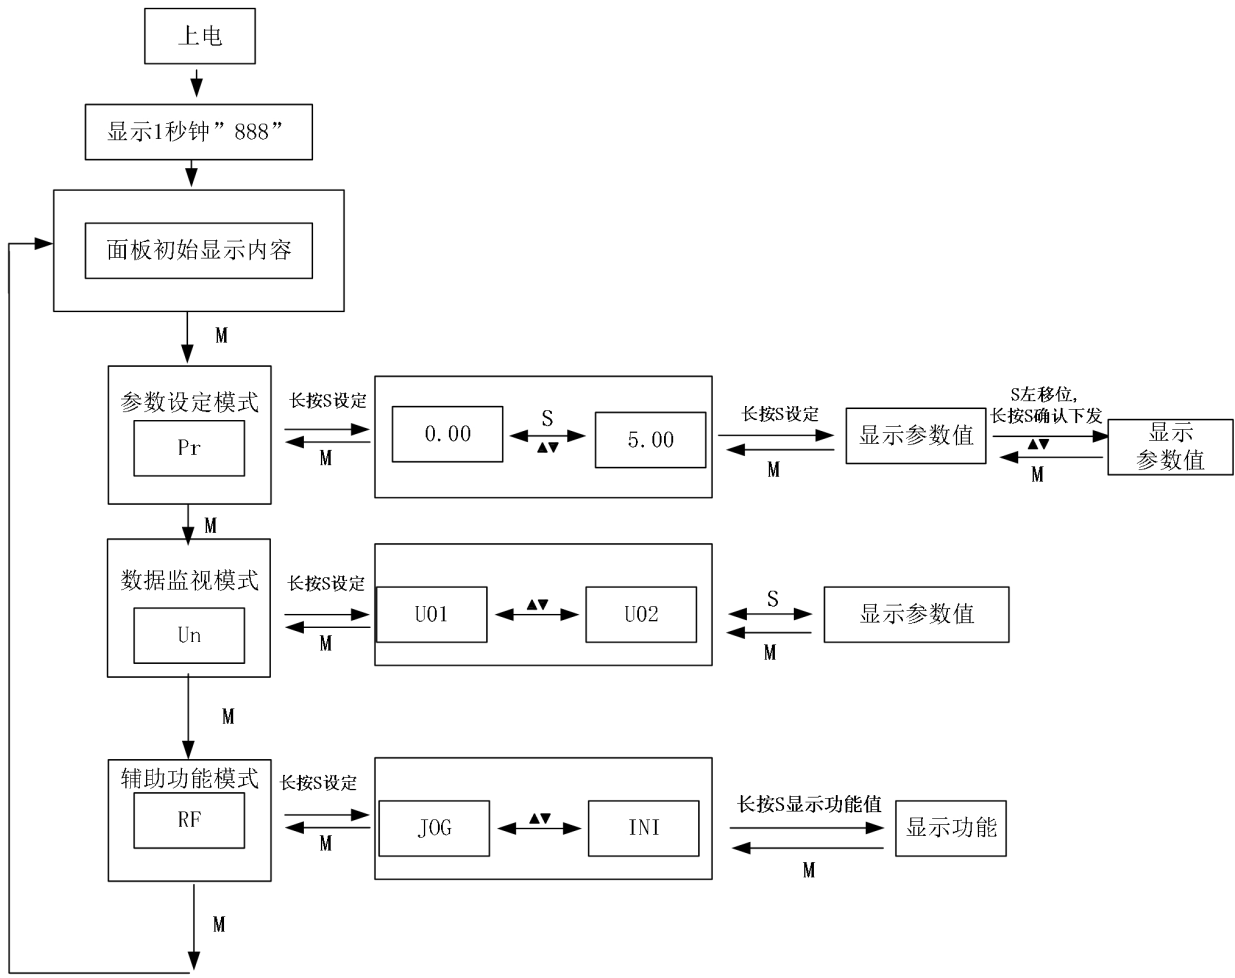 上电
显示1秒钟”888”
面板初始显示内容
M
参数设定模式
Pr
长按S设定
M
0.00
S
▲▼
5.00
长按S设定
M
显示参数值
S左移位,
长按S确认下发
▲▼
M
显示
参数值
M
数据监视模式
Un
长按S设定
M
U01
▲▼
U02
S
M
显示参数值
M
辅助功能模式
RF
长按S设定
M
JOG
▲▼
INI
长按S显示功能值
M
显示功能
M